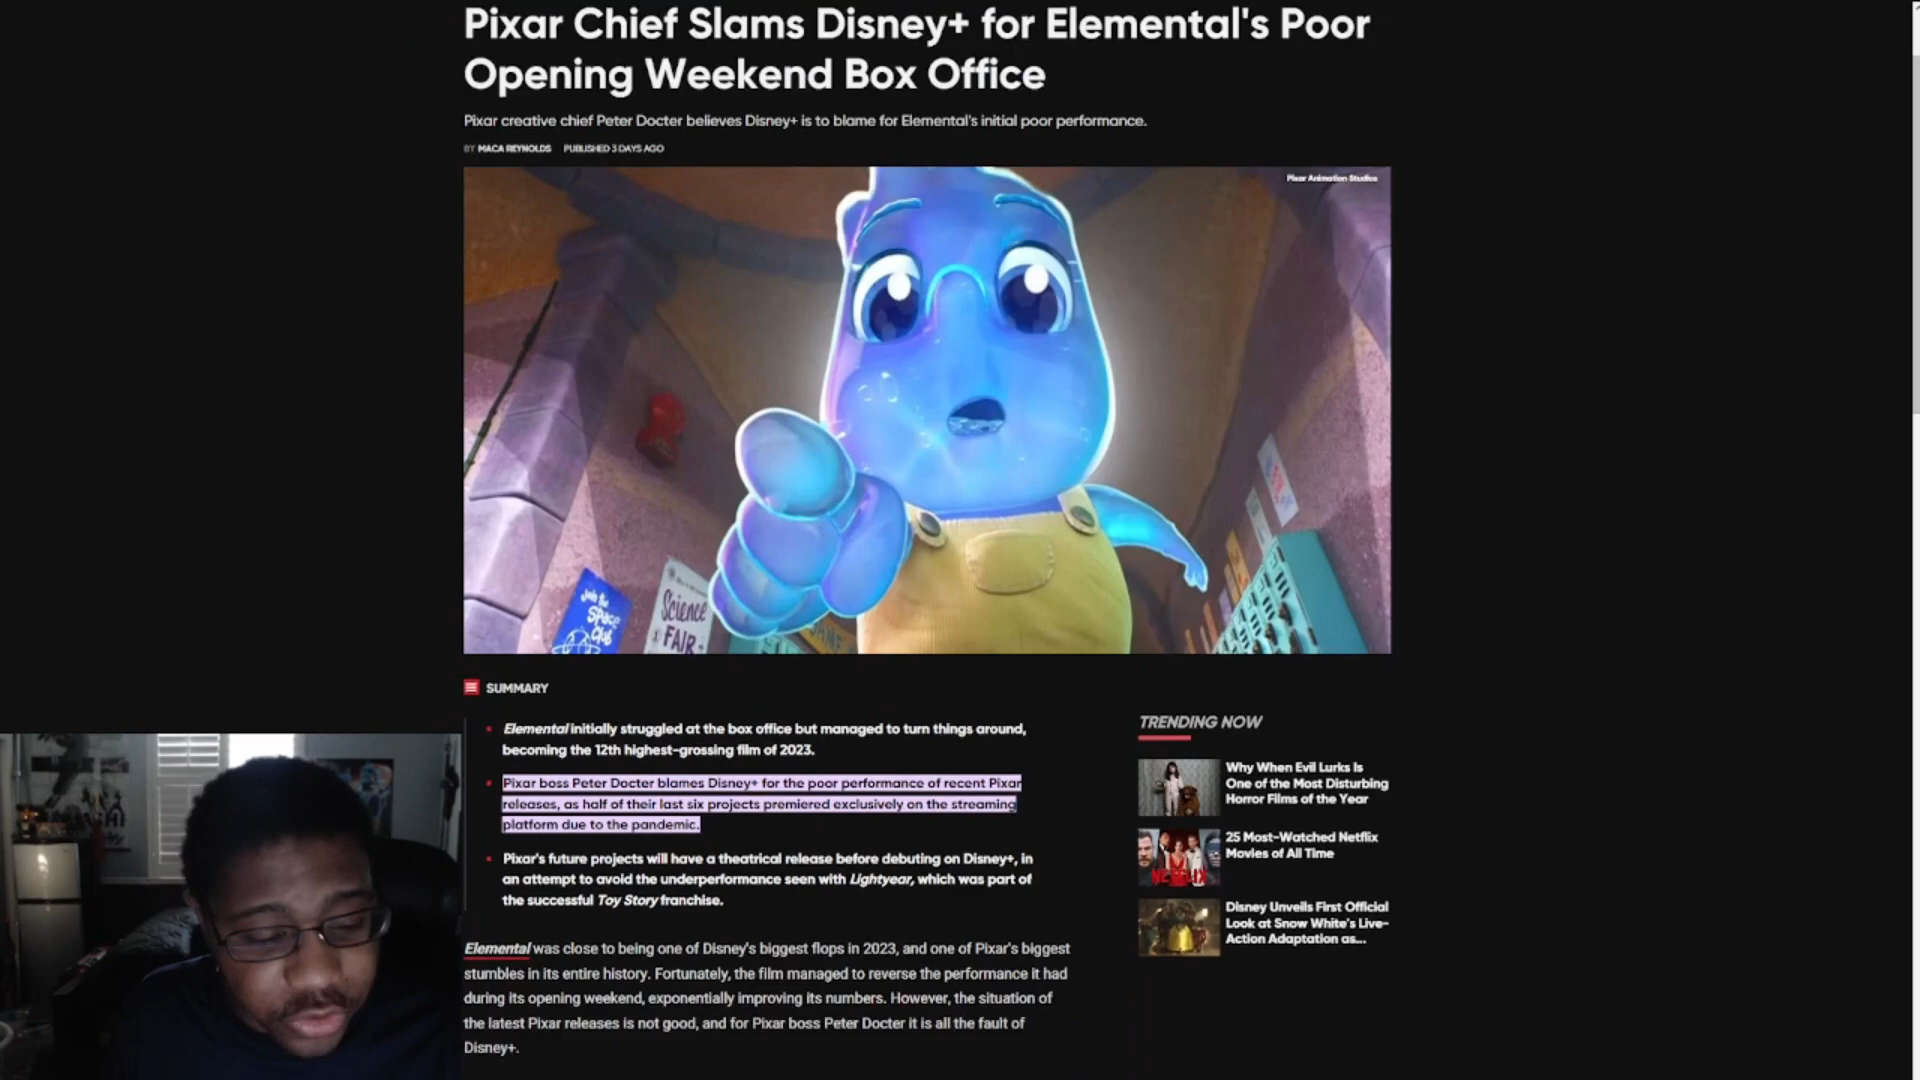 Pixar Chief Slams Disney+ for Elemental's Poor
Opening Weekend Box Office
Pixar creative chief Peter Docter believes Disney+ is to blame for Elemental's initial poor performance.
BY MACA REYNOLDS PUBLISHED 3 DAYS AGO
Pixar Animation Studios
Join the
Space
Club
Science
FAIR
SUMMARY
Elemental initially struggled at the box office but managed to turn things around,
becoming the 12th highest-grossing film of 2023.
Pixar boss Peter Docter blames Disney+ for the poor performance of recent Pixar
releases, as half of their last six projects premiered exclusively on the streaming
platform due to the pandemic.
Pixar's future projects will have a theatrical release before debuting on Disney+, in
an attempt to avoid the underperformance seen with Lightyear, which was part of
the successful Toy Story franchise.
Elemental was close to being one of Disney's biggest flops in 2023, and one of Pixar's biggest
stumbles in its entire history. Fortunately, the film managed to reverse the performance it had
during its opening weekend, exponentially improving its numbers. However, the situation of
the latest Pixar releases is not good, and for Pixar boss Peter Docter it is all the fault of
Disney+.
TRENDING NOW
Why When Evil Lurks Is
One of the Most Disturbing
Horror Films of the Year
25 Most-Watched Netflix
Movies of All Time
NETFLIX
Disney Unveils First Official
Look at Snow White's Live-
Action Adaptation as...